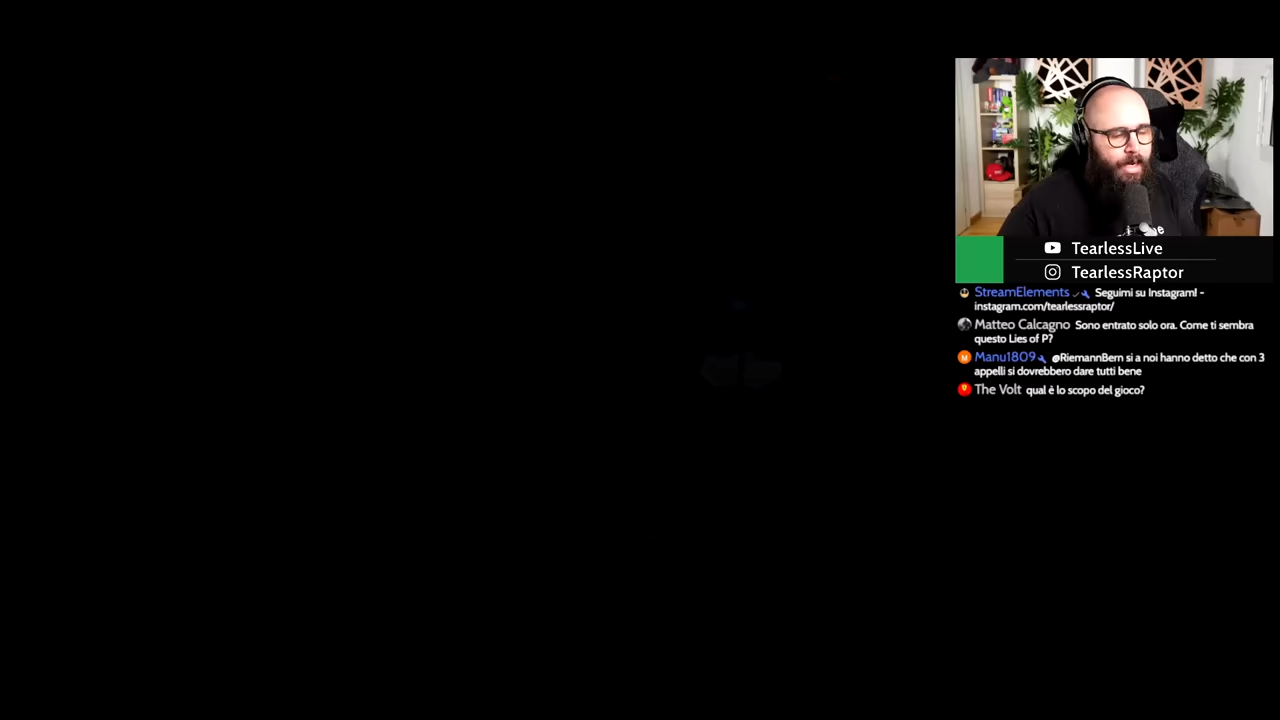 TearlessLive
TearlessRaptor
StreamElements Seguimi su Instagram! -
instagram.com/tearlessraptor/
Matteo Calcagno Sono entrato solo ora. Come ti sembra
questo Lies of P?
Manu1809 @RiemannBern si a noi hanno detto che con 3
appelli si dovrebbero dare tutti bene
The Volt qual è lo scopo del gioco?